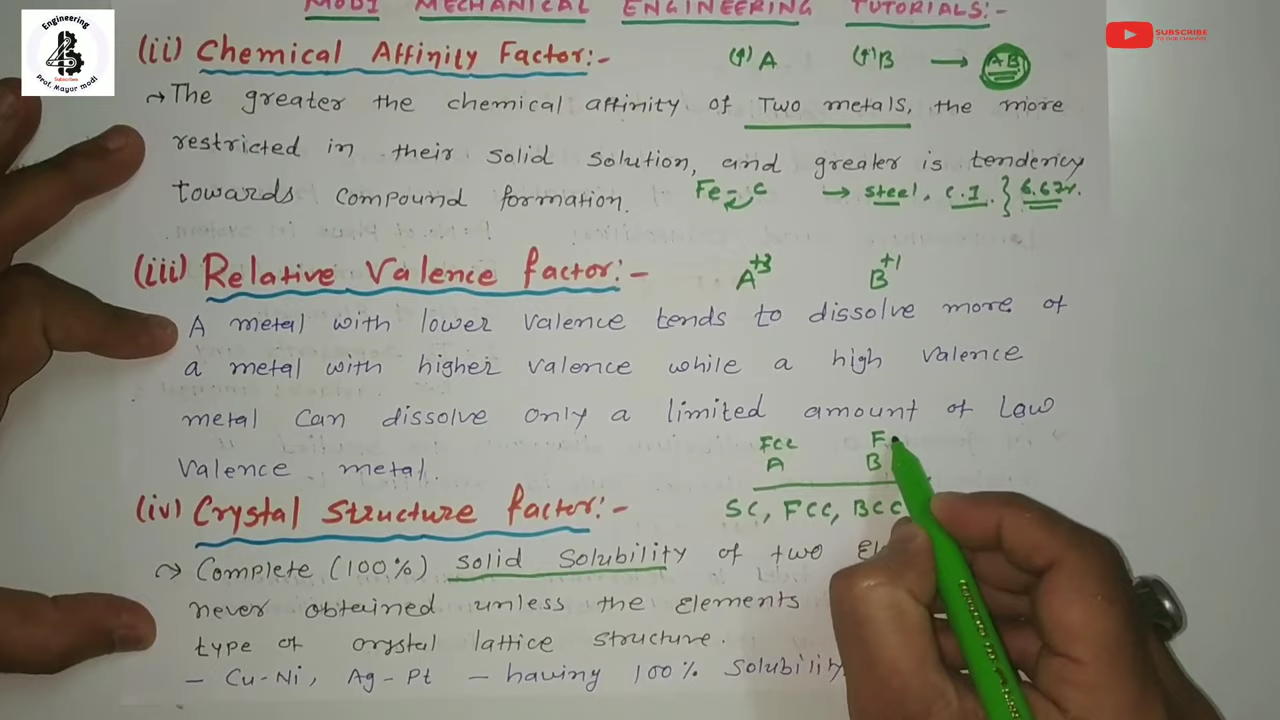 MODI MECHANICAL ENGINEERING TUTORIALS:-
Engineering
Subscribe
Prof. Mayur modi
SUBSCRIBE
TO OUR CHANNEL
(ii) Chemical Affinity Factor:- (↑) A (↑) B → AB
→ The greater the chemical affinity of Two metals, the more
restricted in their solid solution, and greater is tendency
towards compound formation. Fe-C → steel, C.I. } 6.67%
(iii) Relative Valence factor:- A+3 B+1
A metal with lower valence tends to dissolve more of
a metal with higher valence while a high valence
metal can dissolve only a limited amount of Low
valence metal.
FCC F
A B
(iv) Crystal Structure factor:- SC, FCC, BCC
→ Complete (100%) solid solubility of two
never obtained unless the elements
type of crystal lattice structure.
- Cu-Ni, Ag-Pt - having 100% solubility